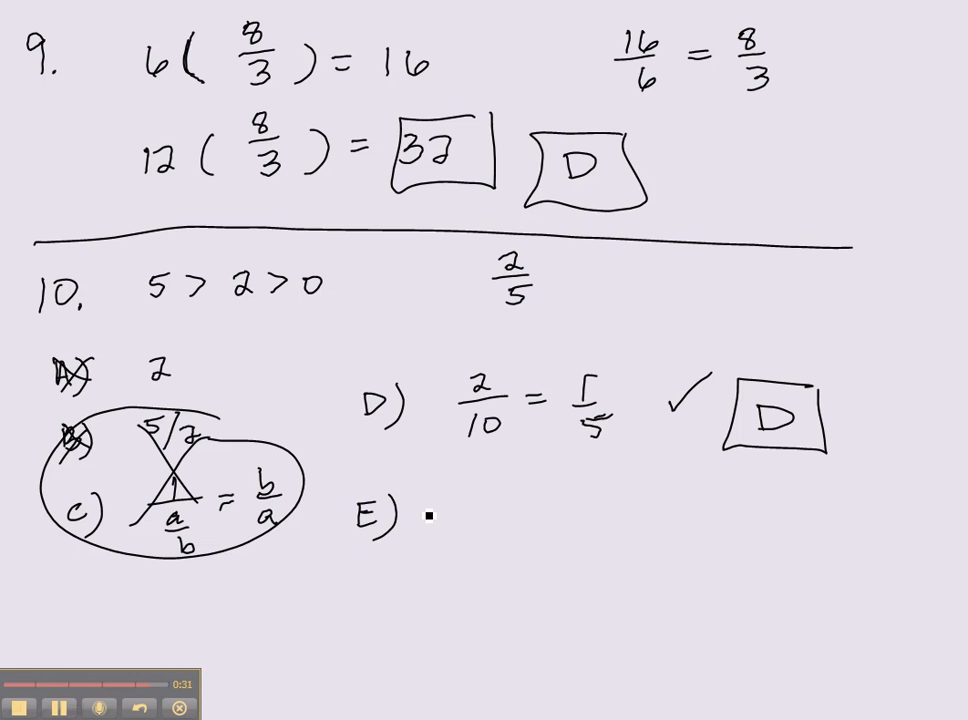 9. 6( 8/3 ) = 16 16/6 = 8/3
12 ( 8/3 ) = 32 D
10. 5 > 2 > 0 2/5
A) 2
B) 5/2
C) 1/(a/b) = b/a
D) 2/10 = 1/5 ✓ D
E)
0:31